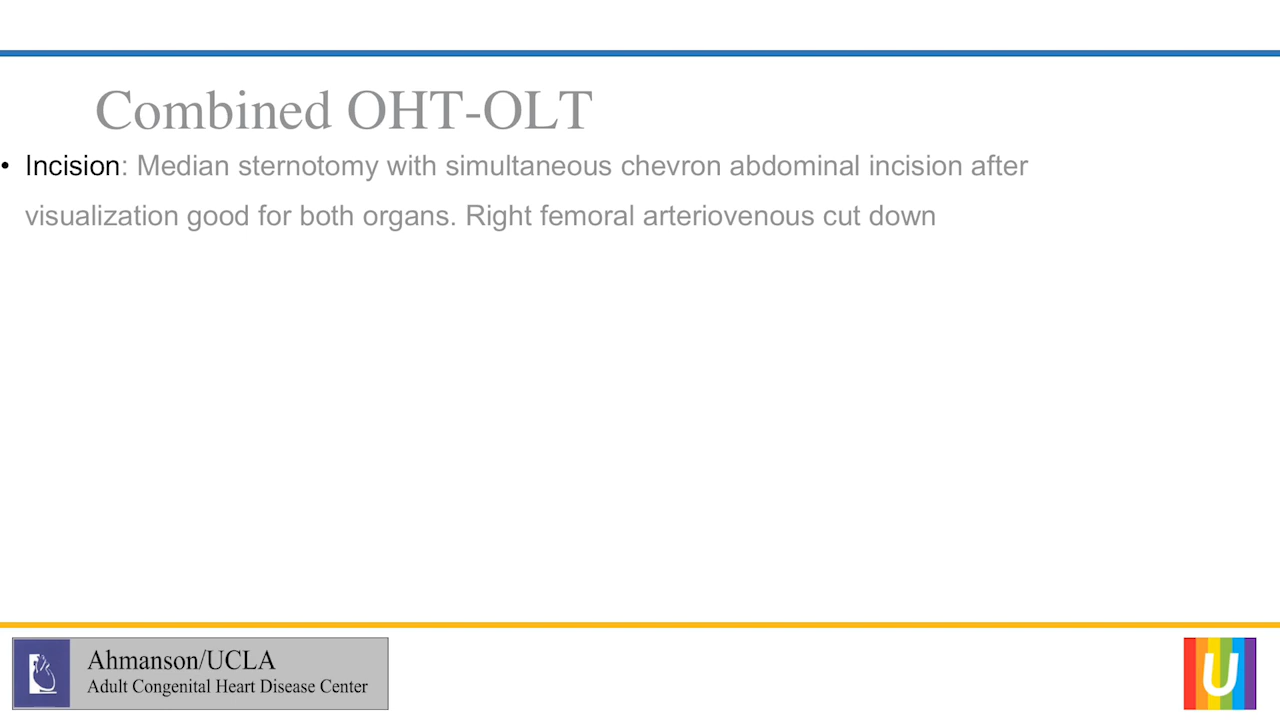 Combined OHT-OLT
• Incision: Median sternotomy with simultaneous chevron abdominal incision after
visualization good for both organs. Right femoral arteriovenous cut down
Ahmanson/UCLA
Adult Congenital Heart Disease Center
U